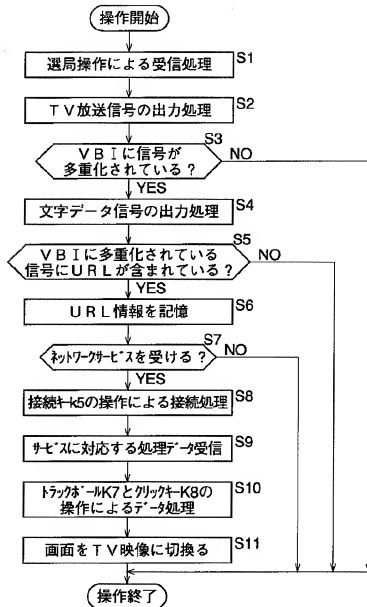 操作開始
選局操作による受信処理 S1
TV放送信号の出力処理 S2
S3
VBIに信号が
多重化されている?
NO
YES
文字データ信号の出力処理 S4
S5
VBIに多重化されている
信号にURLが含まれている?
NO
YES
URL情報を記憶 S6
S7
ネットワークサービスを受ける?
NO
YES
接続キーk5の操作による接続処理 S8
サービスに対応する処理データ受信 S9
トラックボールK7とクリックキーK8の
操作によるデータ処理
S10
画面をTV映像に切換る S11
操作終了